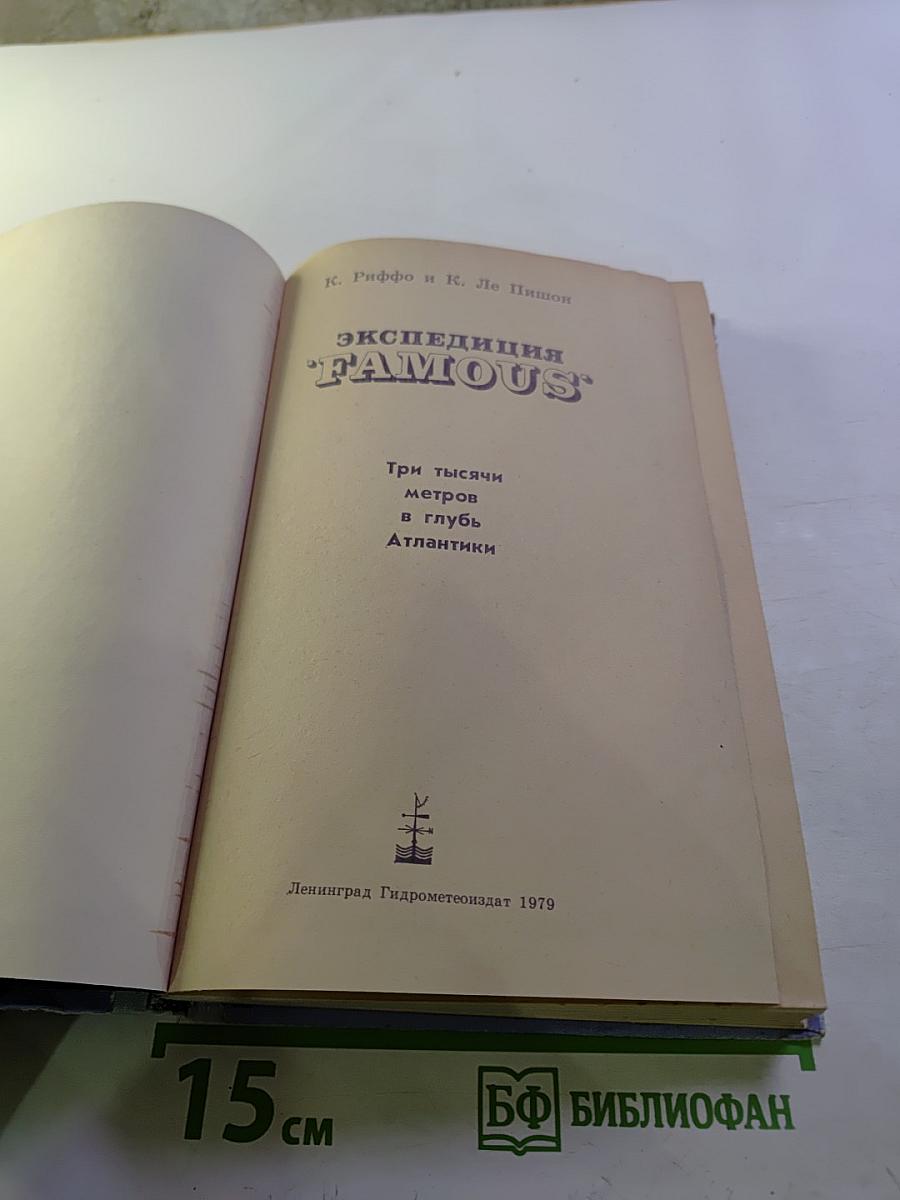 К. Риффо и К. Ле Пишон
ЭКСПЕДИЦИЯ
'FAMOUS'
Три тысячи
метров
в глубь
Атлантики
Ленинград Гидрометеоиздат 1979
15 см
БФ БИБЛИОФАН